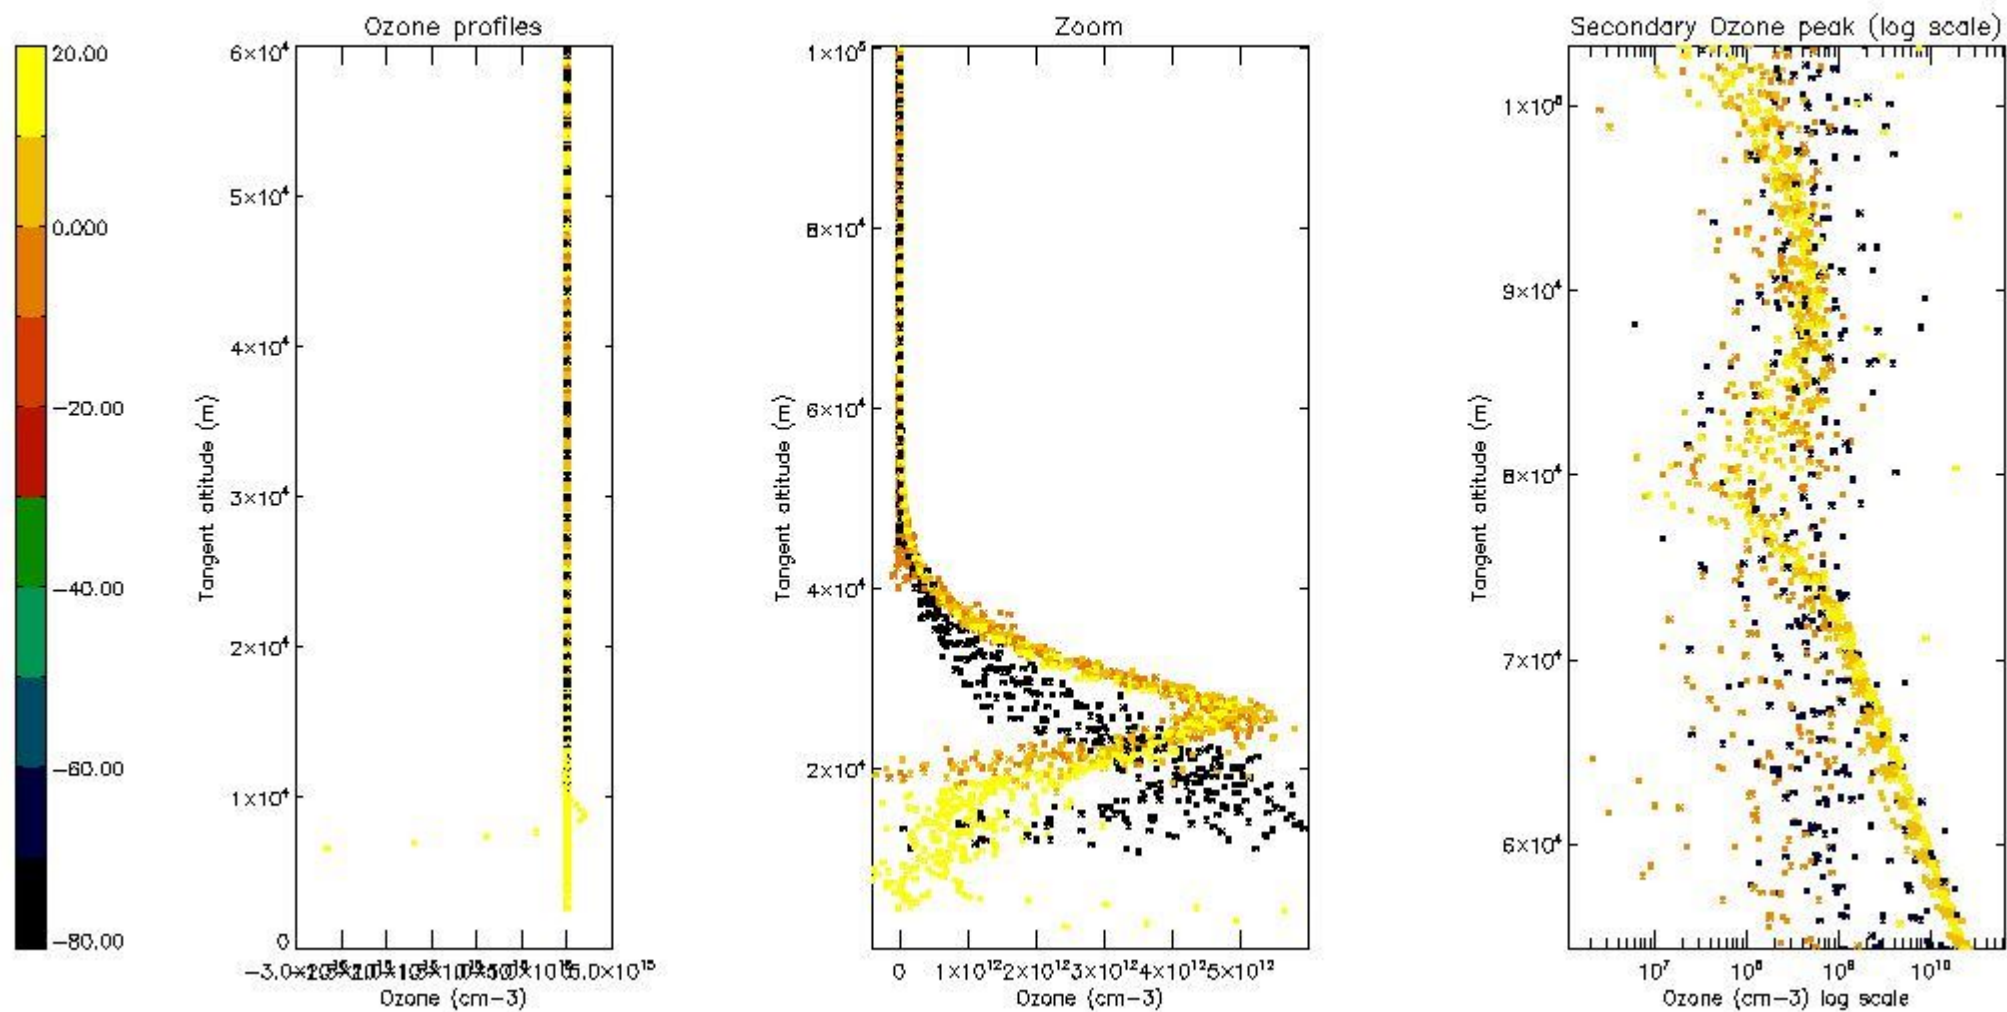 Ozone profiles
Zoom
Secondary Ozone peak (log scale)
20.00
0.000
−20.00
−40.00
−60.00
−80.00
6×10⁴
5×10⁴
4×10⁴
3×10⁴
2×10⁴
1×10⁴
0
Tangent altitude (m)
5.0×10¹⁵
Ozone (cm−3)
1×10⁵
8×10⁴
6×10⁴
4×10⁴
2×10⁴
Tangent altitude (m)
0 1×10¹² 2×10¹² 3×10¹² 4×10¹² 5×10¹²
Ozone (cm−3)
1×10⁵
9×10⁴
8×10⁴
7×10⁴
6×10⁴
Tangent altitude (m)
10⁷ 10⁸ 10⁹ 10¹⁰
Ozone (cm−3) log scale